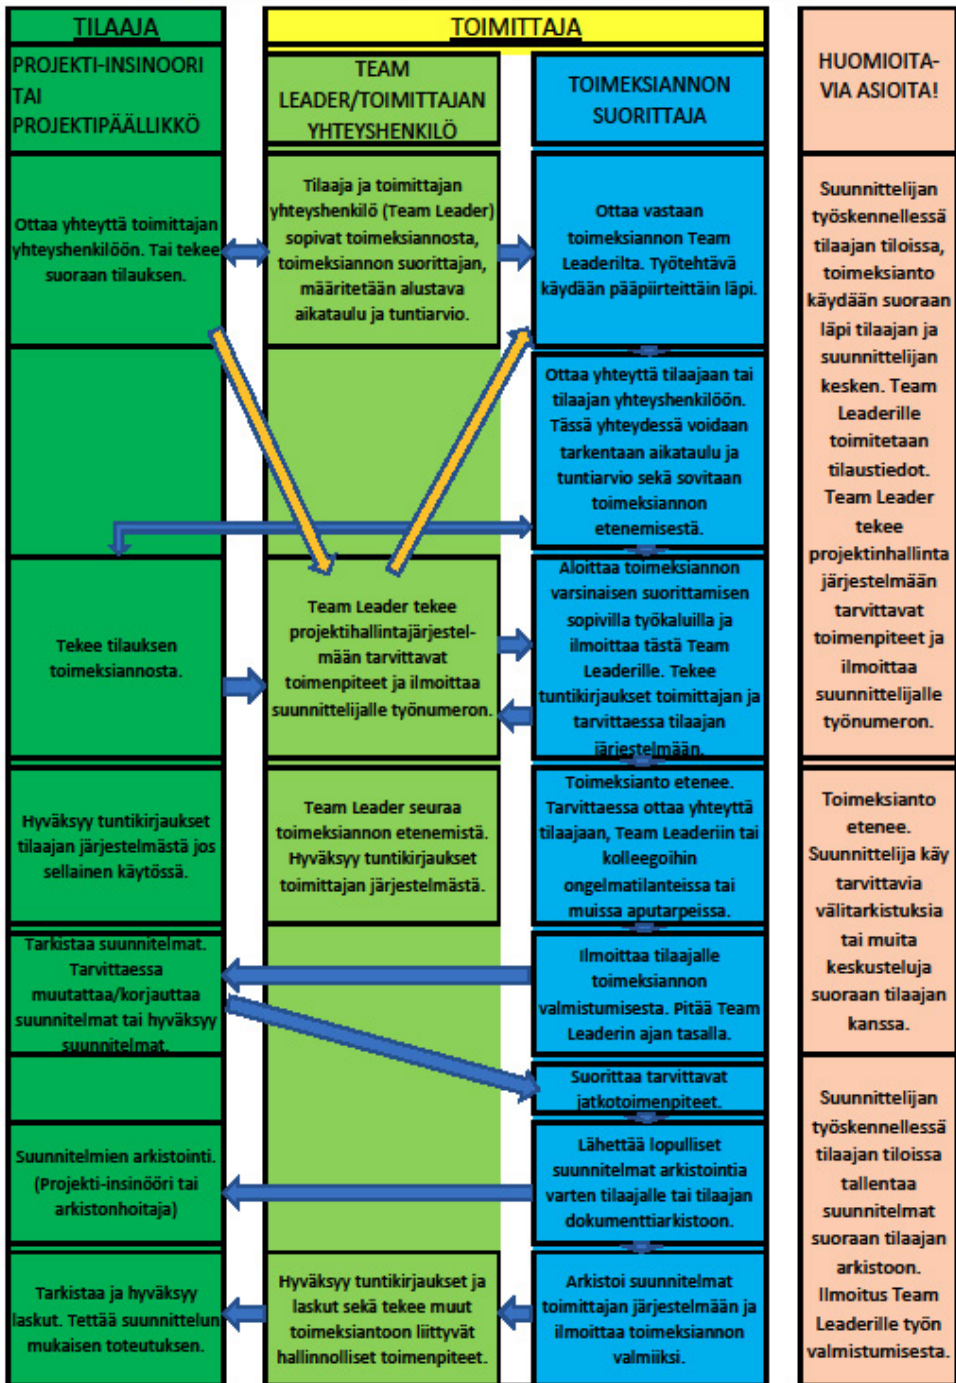 TILAAJA
TOIMITTAJA
PROJEKTI-INSINOORI
TAI
PROJEKTIPÄÄLLIKKÖ
TEAM
LEADER/TOIMITTAJAN
YHTEYSHENKILÖ
TOIMEKSIANNON
SUORITTAJA
HUOMIOITA-
VIA ASIOITA!
Ottaa yhteyttä toimittajan
yhteyshenkilöön. Tai tekee
suoraan tilauksen.
Tilaaja ja toimittajan
yhteyshenkilö (Team Leader)
sopivat toimeksiannosta,
toimeksiannon suorittajan,
määritetään alustava
aikataulu ja tuntiarvio.
Ottaa vastaan
toimeksiannon Team
Leaderilta. Työtehtävä
käydään pääpiirteittäin läpi.
Ottaa yhteyttä tilaajaan tai
tilaajan yhteyshenkilöön.
Tässä yhteydessä voidaan
tarkentaan aikataulu ja
tuntiarvio sekä sovitaan
toimeksiannon
etenemisestä.
Suunnittelijan
työskennellessä
tilaajan tiloissa,
toimeksianto
käydään suoraan
läpi tilaajan ja
suunnittelijan
kesken. Team
Leaderille
toimitetaan
tilaustiedot.
Team Leader
tekee
projektinhallinta
järjestelmään
tarvittavat
toimenpiteet ja
ilmoittaa
suunnittelijalle
työnumeron.
Tekee tilauksen
toimeksiannosta.
Team Leader tekee
projektihallintajärjestel-
mään tarvittavat
toimenpiteet ja ilmoittaa
suunnittelijalle työnumeron.
Aloittaa toimeksiannon
varsinaisen suorittamisen
sopivilla työkaluilla ja
ilmoittaa tästä Team
Leaderille. Tekee
tuntikirjaukset toimittajan ja
tarvittaessa tilaajan
järjestelmään.
Hyväksyy tuntikirjaukset
tilaajan järjestelmästä jos
sellainen käytössä.
Team Leader seuraa
toimeksiannon etenemistä.
Hyväksyy tuntikirjaukset
toimittajan järjestelmästä.
Toimeksianto etenee.
Tarvittaessa ottaa yhteyttä
tilaajaan, Team Leaderiin tai
kolleegoihin
ongelmatilanteissa tai
muissa aputarpeissa.
Toimeksianto
etenee.
Suunnittelija käy
tarvittavia
välitarkistuksia
tai muita
keskusteluja
suoraan tilaajan
kanssa.
Tarkistaa suunnitelmat.
Tarvittaessa
muutattaa/korjauttaa
suunnitelmat tai hyväksyy
suunnitelmat.
Ilmoittaa tilaajalle
toimeksiannon
valmistumisesta. Pitää Team
Leaderin ajan tasalla.
Suorittaa tarvittavat
jatkotoimenpiteet.
Suunnitelmien arkistointi.
(Projekti-insinööri tai
arkistonhoitaja)
Lähettää lopulliset
suunnitelmat arkistointia
varten tilaajalle tai tilaajan
dokumenttiarkistoon.
Suunnittelijan
työskennellessä
tilaajan tiloissa
tallentaa
suunnitelmat
suoraan tilaajan
arkistoon.
Ilmoitus Team
Leaderille työn
valmistumisesta.
Tarkistaa ja hyväksyy
laskut. Tettää suunnittelun
mukaisen toteutuksen.
Hyväksyy tuntikirjaukset ja
laskut sekä tekee muut
toimeksiantoon liittyvät
hallinnolliset toimenpiteet.
Arkistoi suunnitelmat
toimittajan järjestelmään ja
ilmoittaa toimeksiannon
valmiiksi.